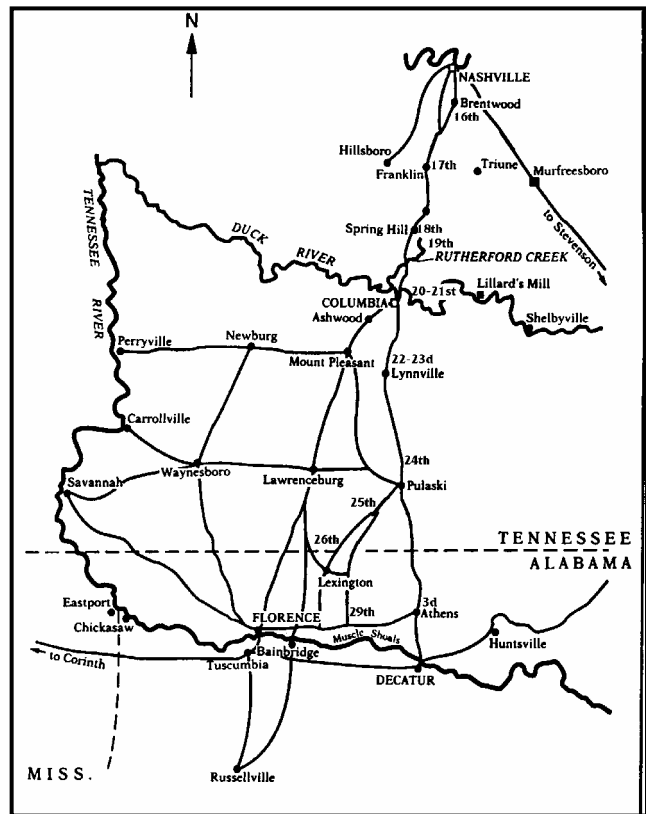 N
NASHVILLE
Brentwood
16th
Hillsboro
Franklin
17th
Triune
Murfreesboro
TENNESSEE
RIVER
DUCK
RIVER
Spring Hill
18th
19th
to Stevenson
RUTHERFORD CREEK
20-21st
Lillard's Mill
COLUMBIA
Ashwood
Shelbyville
Perryville
Newburg
Mount Pleasant
22-23d
Lynnville
Carrollville
Waynesboro
Lawrenceburg
24th
Pulaski
Savannah
25th
26th
TENNESSEE
ALABAMA
Lexington
29th
3d
Athens
Eastport
Chickasaw
FLORENCE
Muscle Shoals
Huntsville
to Corinth
Bainbridge
Tuscumbia
DECATUR
MISS.
Russellville